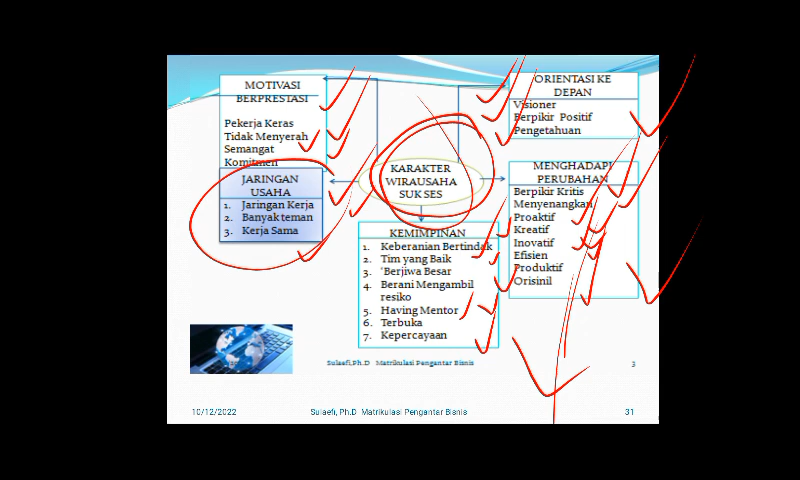 MOTIVASI
BERPRESTASI
Pekerja Keras
Tidak Menyerah
Semangat
Komitmen
JARINGAN
USAHA
1. Jaringan Kerja
2. Banyak teman
3. Kerja Sama
KARAKTER
WIRAUSAHA
SUKSES
KEMIMPINAN
1. Keberanian Bertindak
2. Tim yang Baik
3. 'Berjiwa Besar
4. Berani Mengambil
resiko
5. Having Mentor
6. Terbuka
7. Kepercayaan
ORIENTASI KE
DEPAN
Visioner
Berpikir Positif
Pengetahuan
MENGHADAPI
PERUBAHAN
Berpikir Kritis
Menyenangkan
Proaktif
Kreatif
Inovatif
Efisien
Produktif
Orisinil
Sulaefi,Ph.D Matrikulasi Pengantar Bisnis
3
10/12/2022
Sulaefi, Ph.D Matrikulasi Pengantar Bisnis
31